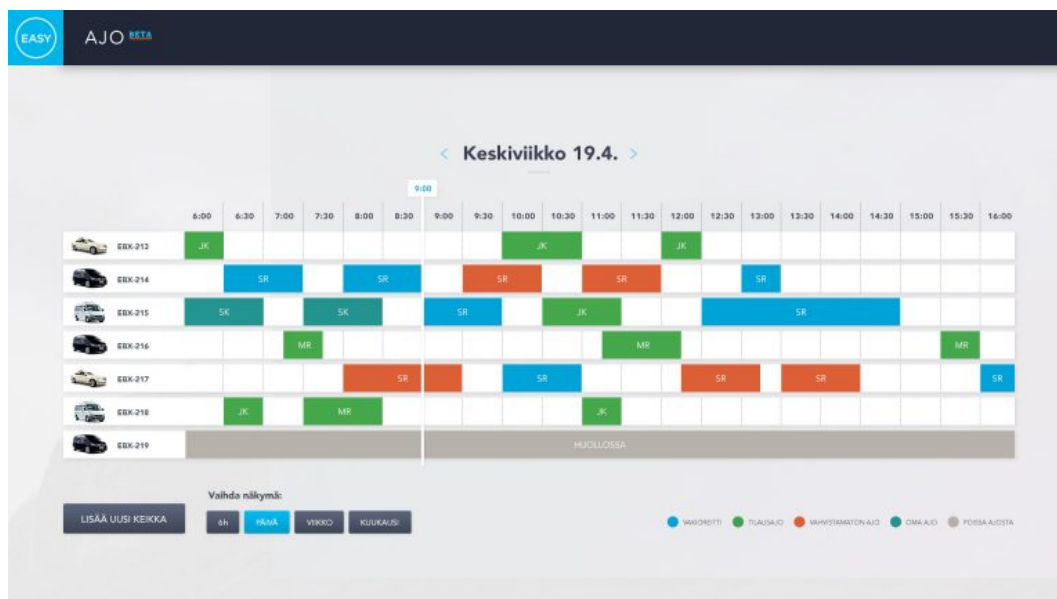 EASY AJO BETA
< Keskiviikko 19.4. >
9:00
6:00 6:30 7:00 7:30 8:00 8:30 9:00 9:30 10:00 10:30 11:00 11:30 12:00 12:30 13:00 13:30 14:00 14:30 15:00 15:30 16:00
EBX-213 JK JK JK
EBX-214 SR SR SR SR SR
EBX-215 SK SK SR JK SR
EBX-216 MR MR MR
EBX-217 SR SR SR SR SR
EBX-218 JK MR JK
EBX-219 HUOLLOSSA
Vaihda näkymä:
LISÄÄ UUSI KEIKKA 6h PÄIVÄ VIIKKO KUUKAUSI VAKIOREITTI TILAUSAJO VAHVISTAMATON AJO OMA AJO POISSA AJOSTA